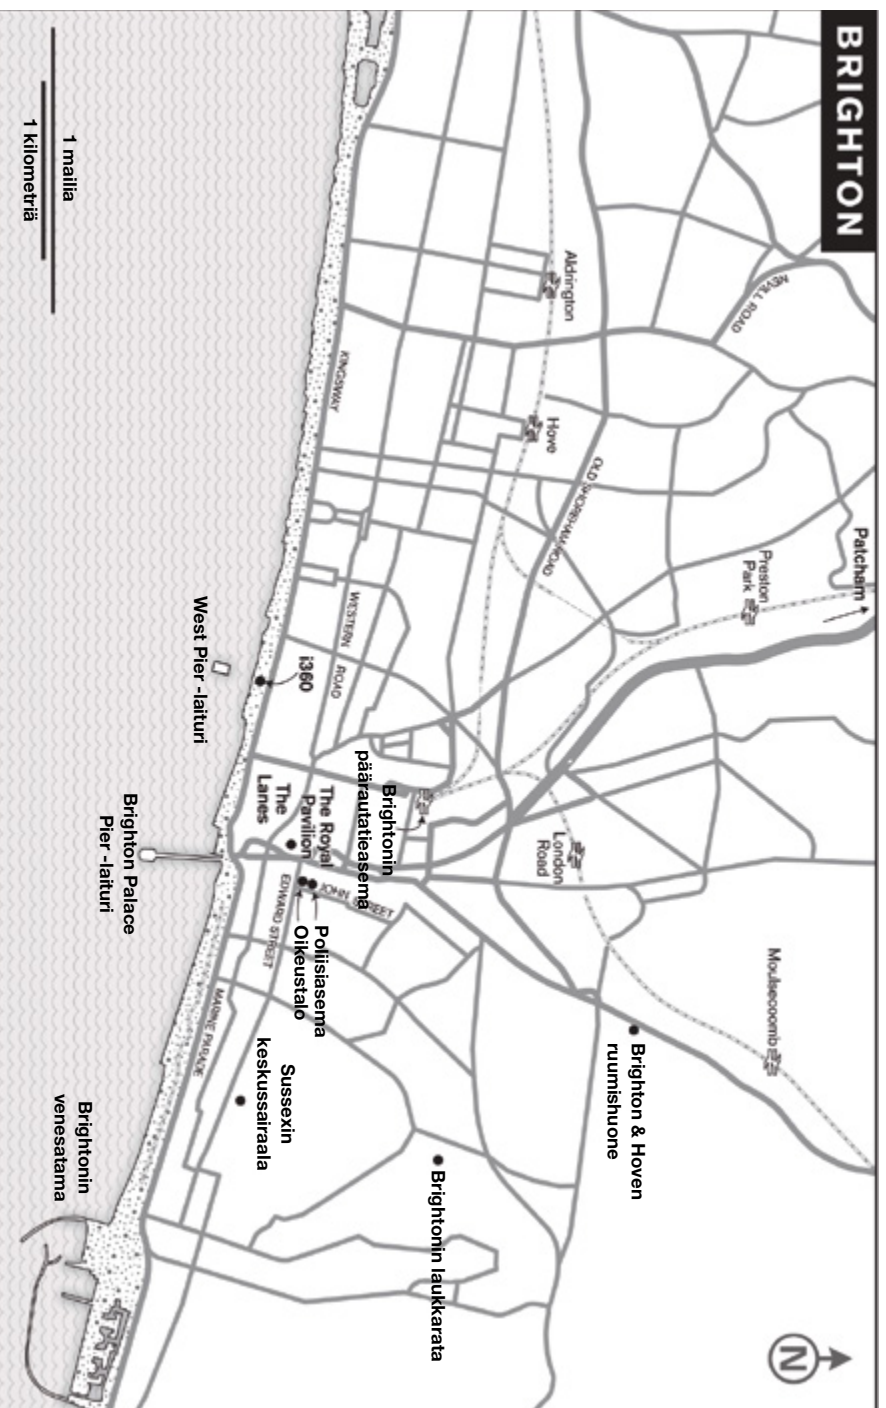 BRIGHTON
Patcham
Preston
Park
Moulsecoomb
NEVILL ROAD
Aldrington
Hove
OLD SHOREHAM ROAD
London
Road
Brighton & Hoven
ruumishuone
Brightonin
päärautatieasema
KINGSWAY
WESTERN
ROAD
i360
The
Lanes
The Royal
Pavilion
JOHN STREET
Poliisiasema
Oikeustalo
EDWARD STREET
Brightonin laukkarata
Sussexin
keskussairaala
MARINE PARADE
West Pier -laituri
Brighton Palace
Pier -laituri
Brightonin
venesatama
1 mailia
1 kilometriä
N